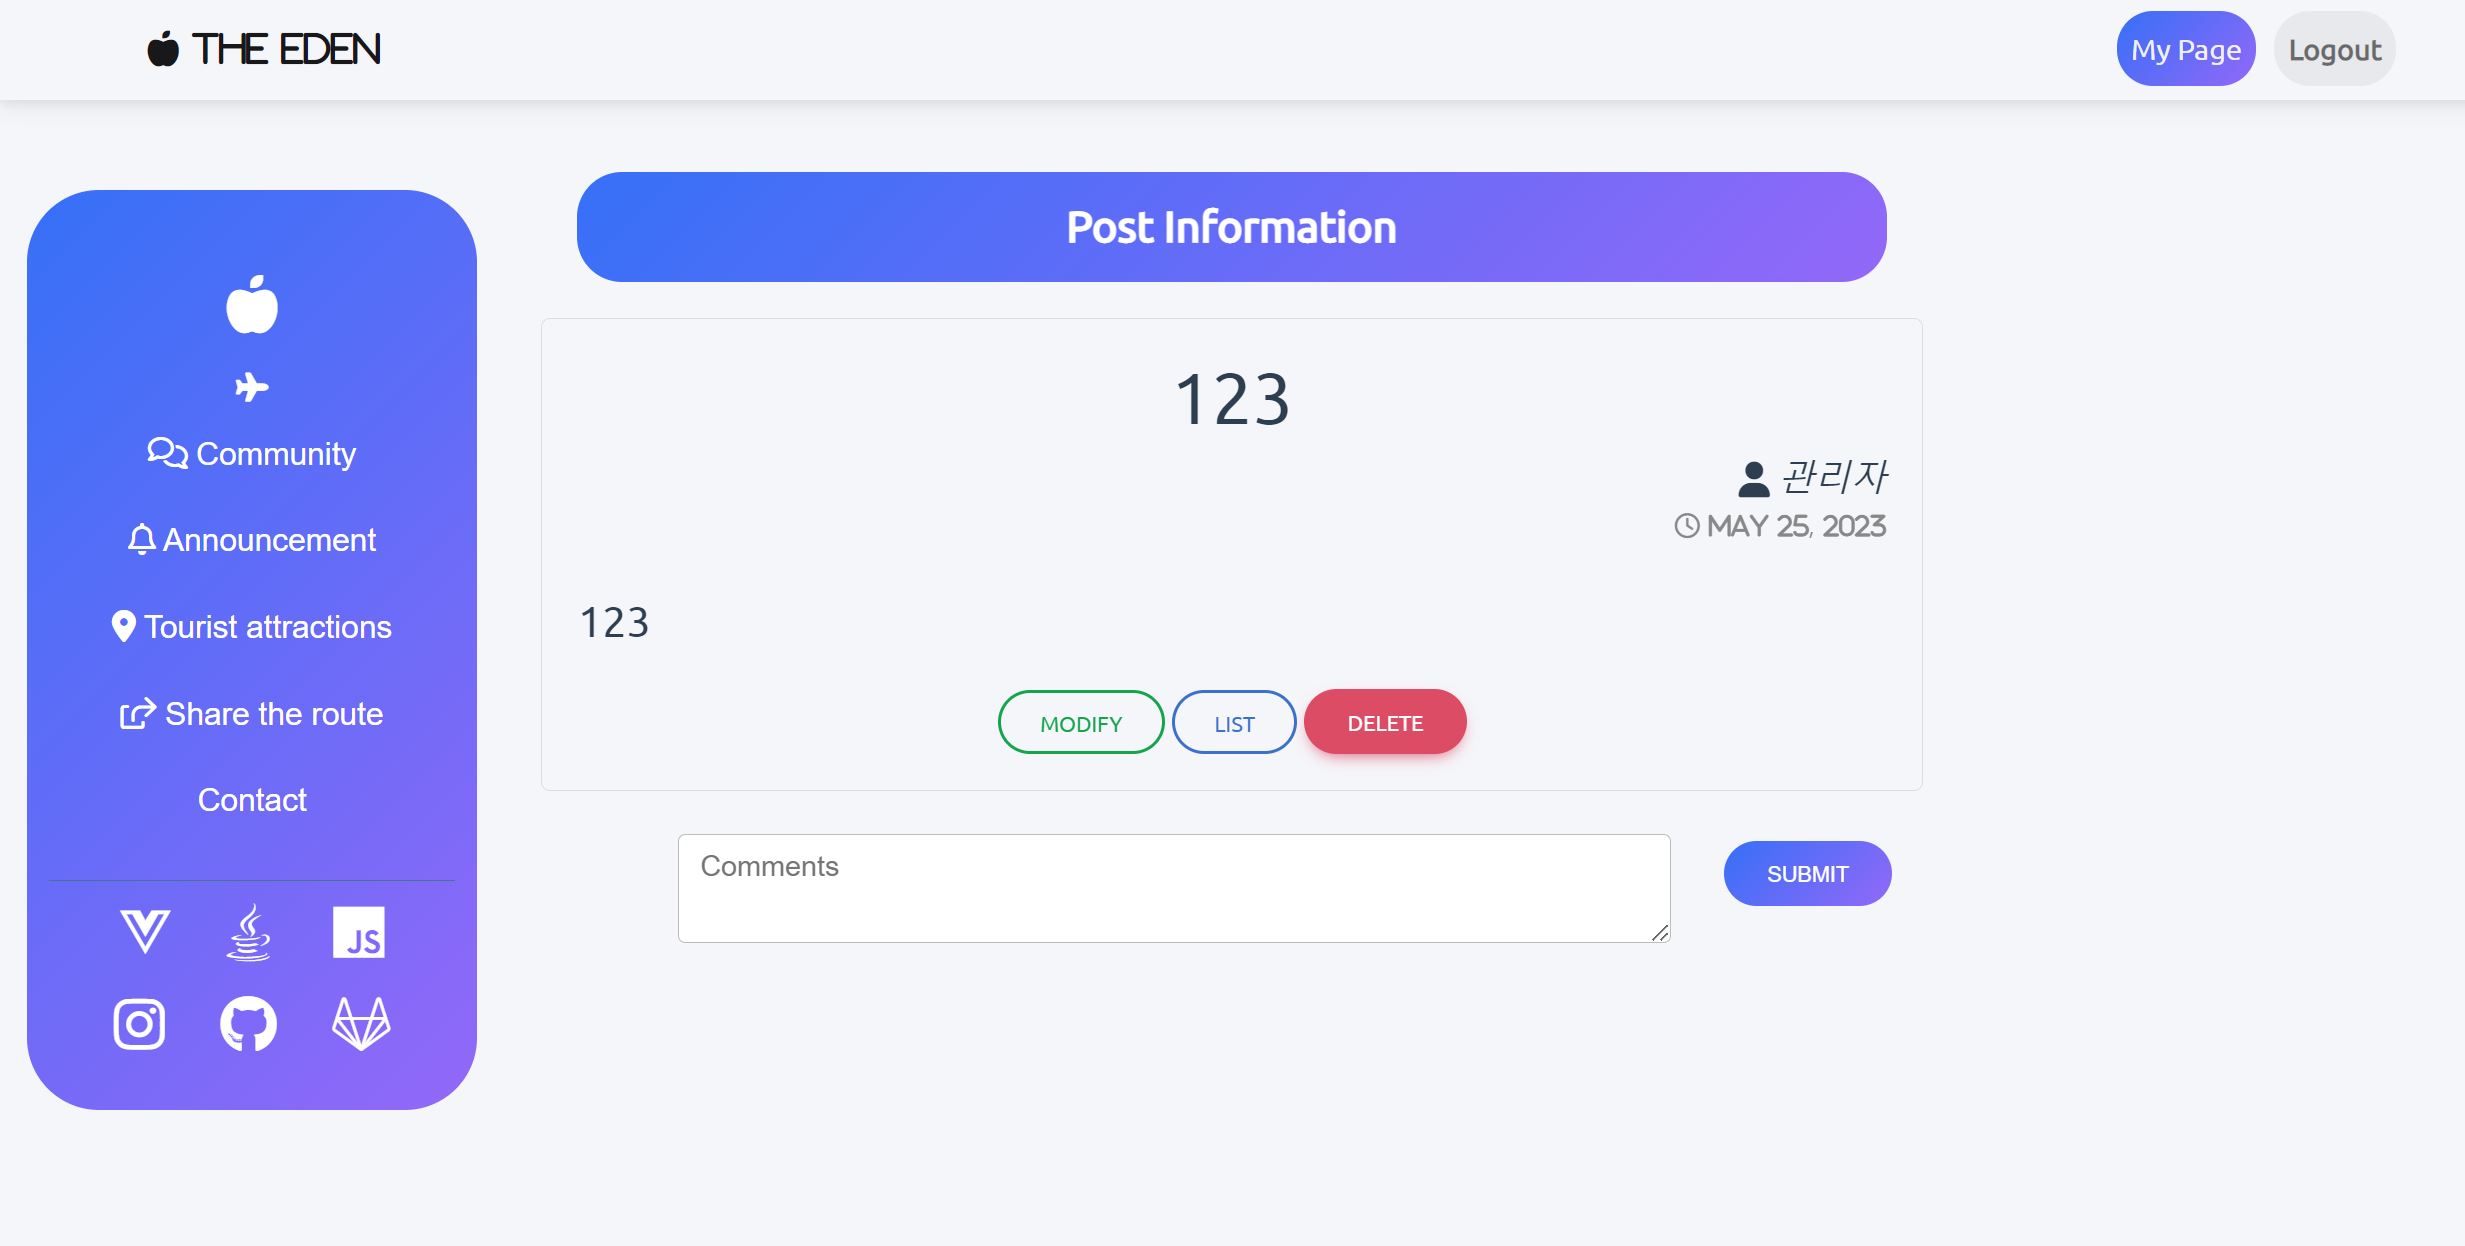 THE EDEN
My Page
Logout
Post Information
Community
Announcement
Tourist attractions
Share the route
Contact
JS
123
관리자
MAY 25, 2023
123
MODIFY
LIST
DELETE
Comments
SUBMIT